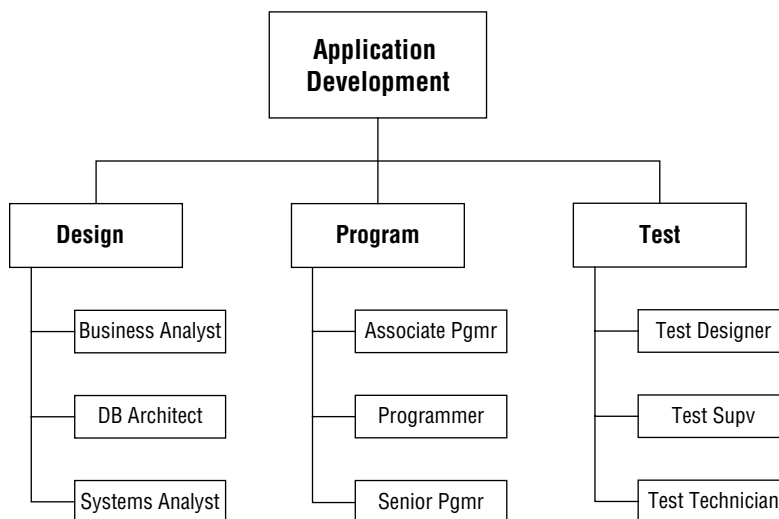 Application
Development
Design
Program
Test
Business Analyst
Associate Pgmr
Test Designer
DB Architect
Programmer
Test Supv
Systems Analyst
Senior Pgmr
Test Technician